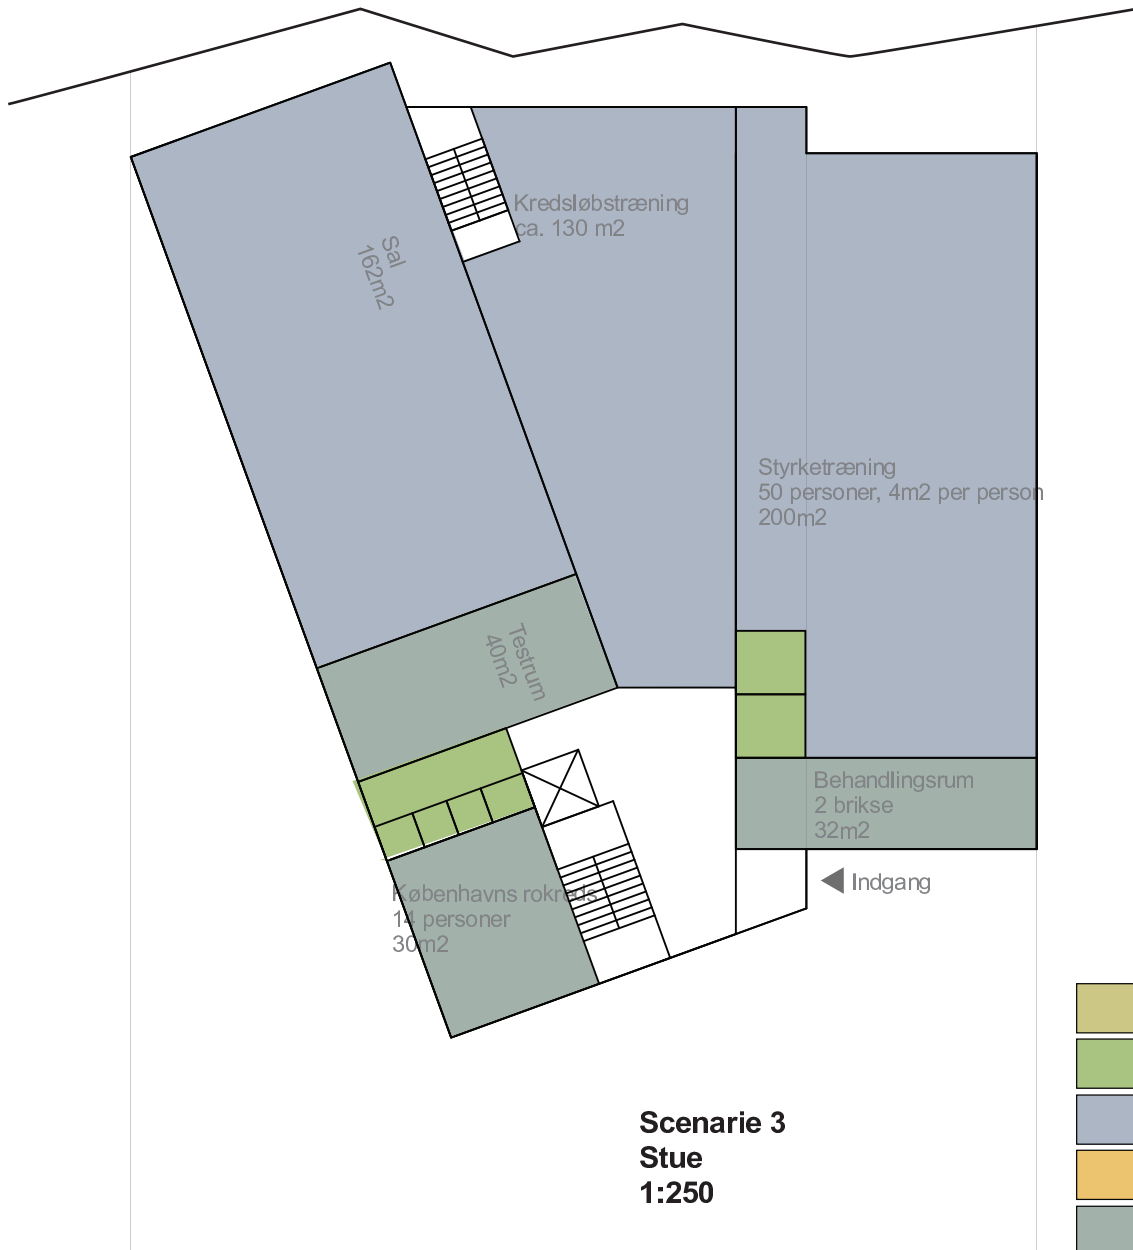 Kredsløbstræning
ca. 130 m2
Sal
162m2
Styrketræning
50 personer, 4m2 per person
200m2
Testrum
40m2
Behandlingsrum
2 brikse
32m2
Indgang
Københavns rokreds
14 personer
30m2
Scenarie 3
Stue
1:250